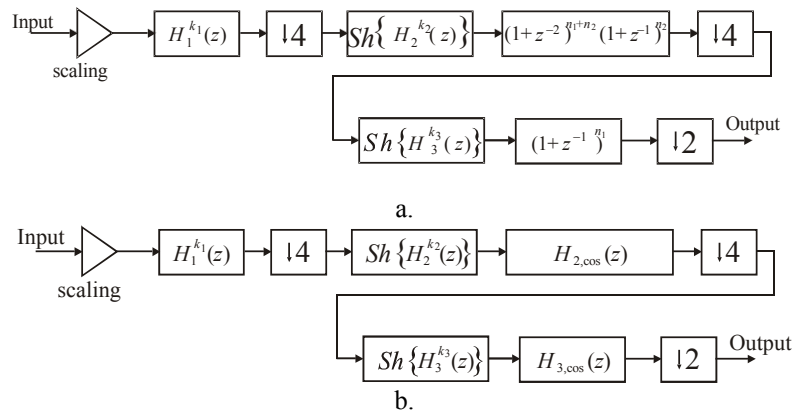 Input
scaling
H_1^{k_1}(z)
↓4
Sh{H_2^{k_2}(z)}
(1+z^{-2})^{n_1+n_2}(1+z^{-1})^{n_2}
↓4
Sh{H_3^{k_3}(z)}
(1+z^{-1})^{n_1}
↓2
Output
a.
Input
scaling
H_1^{k_1}(z)
↓4
Sh{H_2^{k_2}(z)}
H_{2,cos}(z)
↓4
Sh{H_3^{k_3}(z)}
H_{3,cos}(z)
↓2
Output
b.